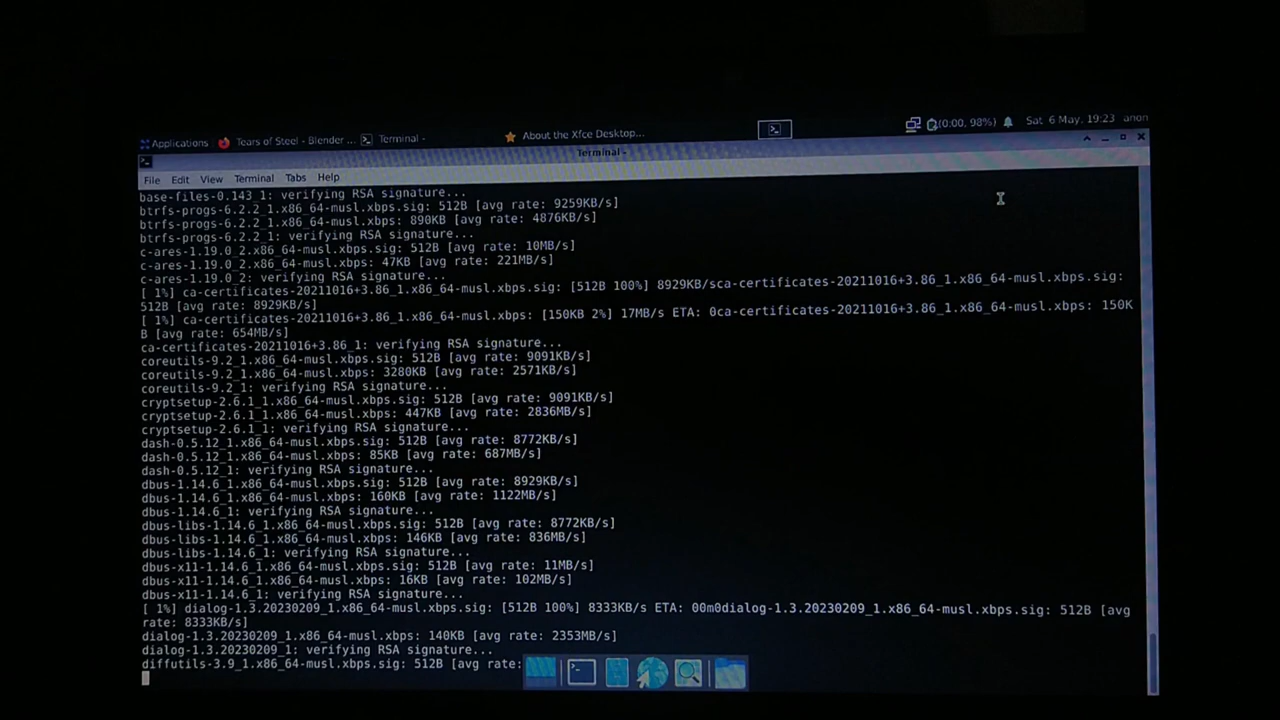 Applications Tears of Steel - Blender ... Terminal - About the Xfce Desktop... (0:00, 98%) Sat 6 May, 19:23 anon
Terminal -
File Edit View Terminal Tabs Help
base-files-0.143_1: verifying RSA signature...
btrfs-progs-6.2.2_1.x86_64-musl.xbps.sig: 512B [avg rate: 9259KB/s]
btrfs-progs-6.2.2_1.x86_64-musl.xbps: 890KB [avg rate: 4876KB/s]
btrfs-progs-6.2.2_1: verifying RSA signature...
c-ares-1.19.0_2.x86_64-musl.xbps.sig: 512B [avg rate: 10MB/s]
c-ares-1.19.0_2.x86_64-musl.xbps: 47KB [avg rate: 221MB/s]
c-ares-1.19.0_2: verifying RSA signature...
[ 1%] ca-certificates-20211016+3.86_1.x86_64-musl.xbps.sig: [512B 100%] 8929KB/sca-certificates-20211016+3.86_1.x86_64-musl.xbps.sig:
512B [avg rate: 8929KB/s]
[ 1%] ca-certificates-20211016+3.86_1.x86_64-musl.xbps: [150KB 2%] 17MB/s ETA: 0ca-certificates-20211016+3.86_1.x86_64-musl.xbps: 150K
B [avg rate: 654MB/s]
ca-certificates-20211016+3.86_1: verifying RSA signature...
coreutils-9.2_1.x86_64-musl.xbps.sig: 512B [avg rate: 9091KB/s]
coreutils-9.2_1.x86_64-musl.xbps: 3280KB [avg rate: 2571KB/s]
coreutils-9.2_1: verifying RSA signature...
cryptsetup-2.6.1_1.x86_64-musl.xbps.sig: 512B [avg rate: 9091KB/s]
cryptsetup-2.6.1_1.x86_64-musl.xbps: 447KB [avg rate: 2836MB/s]
cryptsetup-2.6.1_1: verifying RSA signature...
dash-0.5.12_1.x86_64-musl.xbps.sig: 512B [avg rate: 8772KB/s]
dash-0.5.12_1.x86_64-musl.xbps: 85KB [avg rate: 687MB/s]
dash-0.5.12_1: verifying RSA signature...
dbus-1.14.6_1.x86_64-musl.xbps.sig: 512B [avg rate: 8929KB/s]
dbus-1.14.6_1.x86_64-musl.xbps: 160KB [avg rate: 1122MB/s]
dbus-1.14.6_1: verifying RSA signature...
dbus-libs-1.14.6_1.x86_64-musl.xbps.sig: 512B [avg rate: 8772KB/s]
dbus-libs-1.14.6_1.x86_64-musl.xbps: 146KB [avg rate: 836MB/s]
dbus-libs-1.14.6_1: verifying RSA signature...
dbus-x11-1.14.6_1.x86_64-musl.xbps.sig: 512B [avg rate: 11MB/s]
dbus-x11-1.14.6_1.x86_64-musl.xbps: 16KB [avg rate: 102MB/s]
dbus-x11-1.14.6_1: verifying RSA signature...
[ 1%] dialog-1.3.20230209_1.x86_64-musl.xbps.sig: [512B 100%] 8333KB/s ETA: 00m0dialog-1.3.20230209_1.x86_64-musl.xbps.sig: 512B [avg
rate: 8333KB/s]
dialog-1.3.20230209_1.x86_64-musl.xbps: 140KB [avg rate: 2353MB/s]
dialog-1.3.20230209_1: verifying RSA signature...
diffutils-3.9_1.x86_64-musl.xbps.sig: 512B [avg rate: